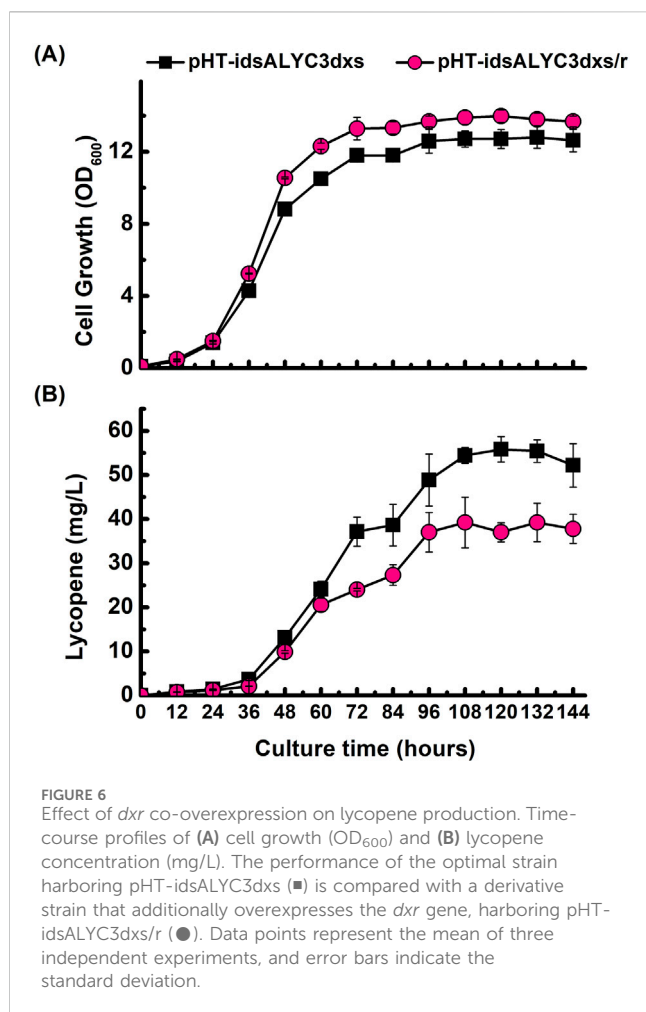 (A)
pHT-idsALYC3dxs
pHT-idsALYC3dxs/r
Cell Growth (OD600)
12
8
4
0
(B)
Lycopene (mg/L)
60
50
40
30
20
10
0
0 12 24 36 48 60 72 84 96 108 120 132 144
Culture time (hours)
FIGURE 6
Effect of dxr co-overexpression on lycopene production. Time-
course profiles of (A) cell growth (OD600) and (B) lycopene
concentration (mg/L). The performance of the optimal strain
harboring pHT-idsALYC3dxs (■) is compared with a derivative
strain that additionally overexpresses the dxr gene, harboring pHT-
idsALYC3dxs/r (●). Data points represent the mean of three
independent experiments, and error bars indicate the
standard deviation.